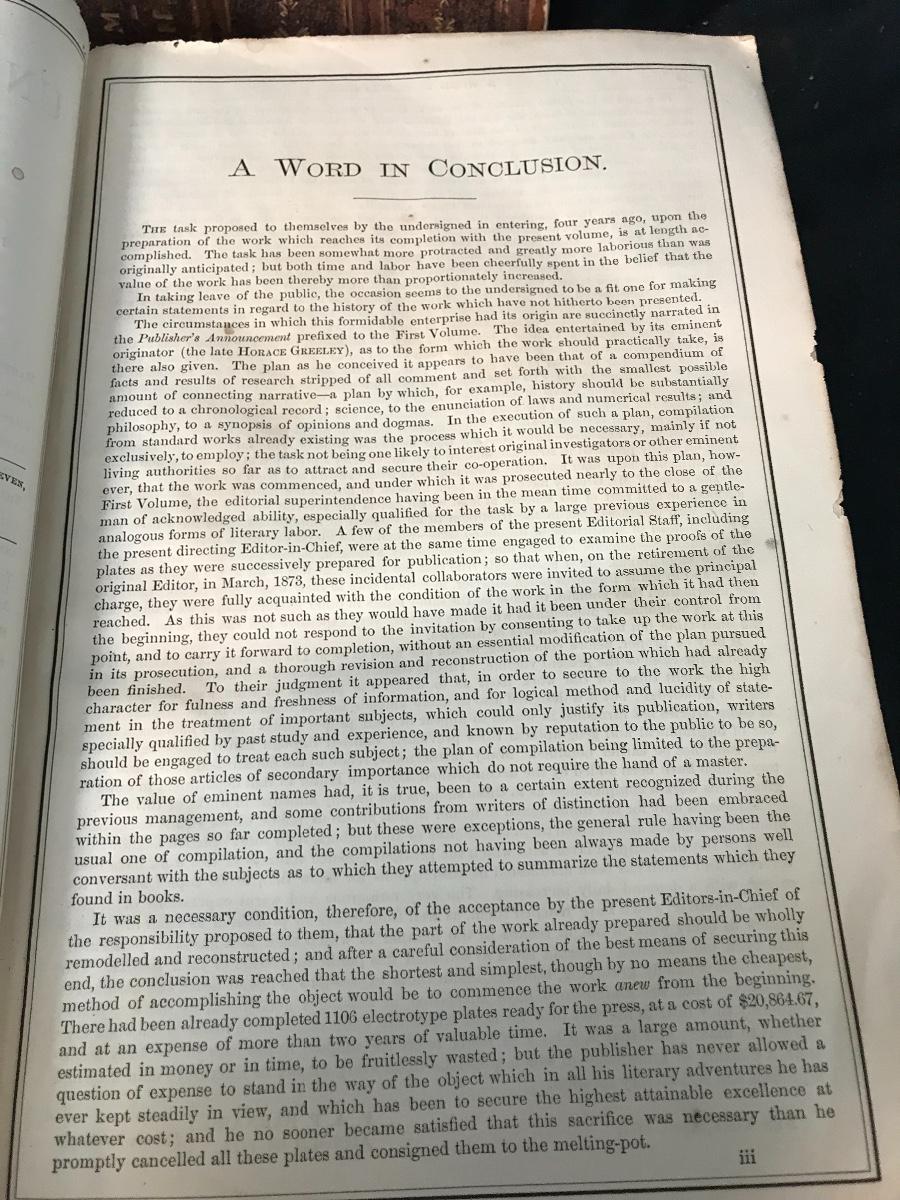 A WORD IN CONCLUSION.
THE task proposed to themselves by the undersigned in entering, four years ago, upon the
preparation of the work which reaches its completion with the present volume, is at length ac-
complished. The task has been somewhat more protracted and greatly more laborious than was
originally anticipated; but both time and labor have been cheerfully spent in the belief that the
value of the work has been thereby more than proportionately increased.
In taking leave of the public, the occasion seems to the undersigned to be a fit one for making
certain statements in regard to the history of the work which have not hitherto been presented.
The circumstances in which this formidable enterprise had its origin are succinctly narrated in
the Publisher's Announcement prefixed to the First Volume. The idea entertained by its eminent
originator (the late HORACE GREELEY), as to the form which the work should practically take, is
there also given. The plan as he conceived it appears to have been that of a compendium of
facts and results of research stripped of all comment and set forth with the smallest possible
amount of connecting narrative—a plan by which, for example, history should be substantially
reduced to a chronological record; science, to the enunciation of laws and numerical results; and
philosophy, to a synopsis of opinions and dogmas. In the execution of such a plan, compilation
from standard works already existing was the process which it would be necessary, mainly if not
exclusively, to employ; the task not being one likely to interest original investigators or other eminent
living authorities so far as to attract and secure their co-operation. It was upon this plan, how-
ever, that the work was commenced, and under which it was prosecuted nearly to the close of the
First Volume, the editorial superintendence having been in the mean time committed to a gentle-
man of acknowledged ability, especially qualified for the task by a large previous experience in
analogous forms of literary labor. A few of the members of the present Editorial Staff, including
the present directing Editor-in-Chief, were at the same time engaged to examine the proofs of the
plates as they were successively prepared for publication; so that when, on the retirement of the
original Editor, in March, 1873, these incidental collaborators were invited to assume the principal
charge, they were fully acquainted with the condition of the work in the form which it had then
reached. As this was not such as they would have made it had it been under their control from
the beginning, they could not respond to the invitation by consenting to take up the work at this
point, and to carry it forward to completion, without an essential modification of the plan pursued
in its prosecution, and a thorough revision and reconstruction of the portion which had already
been finished. To their judgment it appeared that, in order to secure to the work the high
character for fulness and freshness of information, and for logical method and lucidity of state-
ment in the treatment of important subjects, which could only justify its publication, writers
specially qualified by past study and experience, and known by reputation to the public to be so,
should be engaged to treat each such subject; the plan of compilation being limited to the prepa-
ration of those articles of secondary importance which do not require the hand of a master.
The value of eminent names had, it is true, been to a certain extent recognized during the
previous management, and some contributions from writers of distinction had been embraced
within the pages so far completed; but these were exceptions, the general rule having been the
usual one of compilation, and the compilations not having been always made by persons well
conversant with the subjects as to which they attempted to summarize the statements which they
found in books.
It was a necessary condition, therefore, of the acceptance by the present Editors-in-Chief of
the responsibility proposed to them, that the part of the work already prepared should be wholly
remodelled and reconstructed; and after a careful consideration of the best means of securing this
end, the conclusion was reached that the shortest and simplest, though by no means the cheapest,
method of accomplishing the object would be to commence the work anew from the beginning.
There had been already completed 1106 electrotype plates ready for the press, at a cost of $20,864.67,
and at an expense of more than two years of valuable time. It was a large amount, whether
estimated in money or in time, to be fruitlessly wasted; but the publisher has never allowed a
question of expense to stand in the way of the object which in all his literary adventures he has
ever kept steadily in view, and which has been to secure the highest attainable excellence at
whatever cost; and he no sooner became satisfied that this sacrifice was necessary than he
promptly cancelled all these plates and consigned them to the melting-pot.
iii